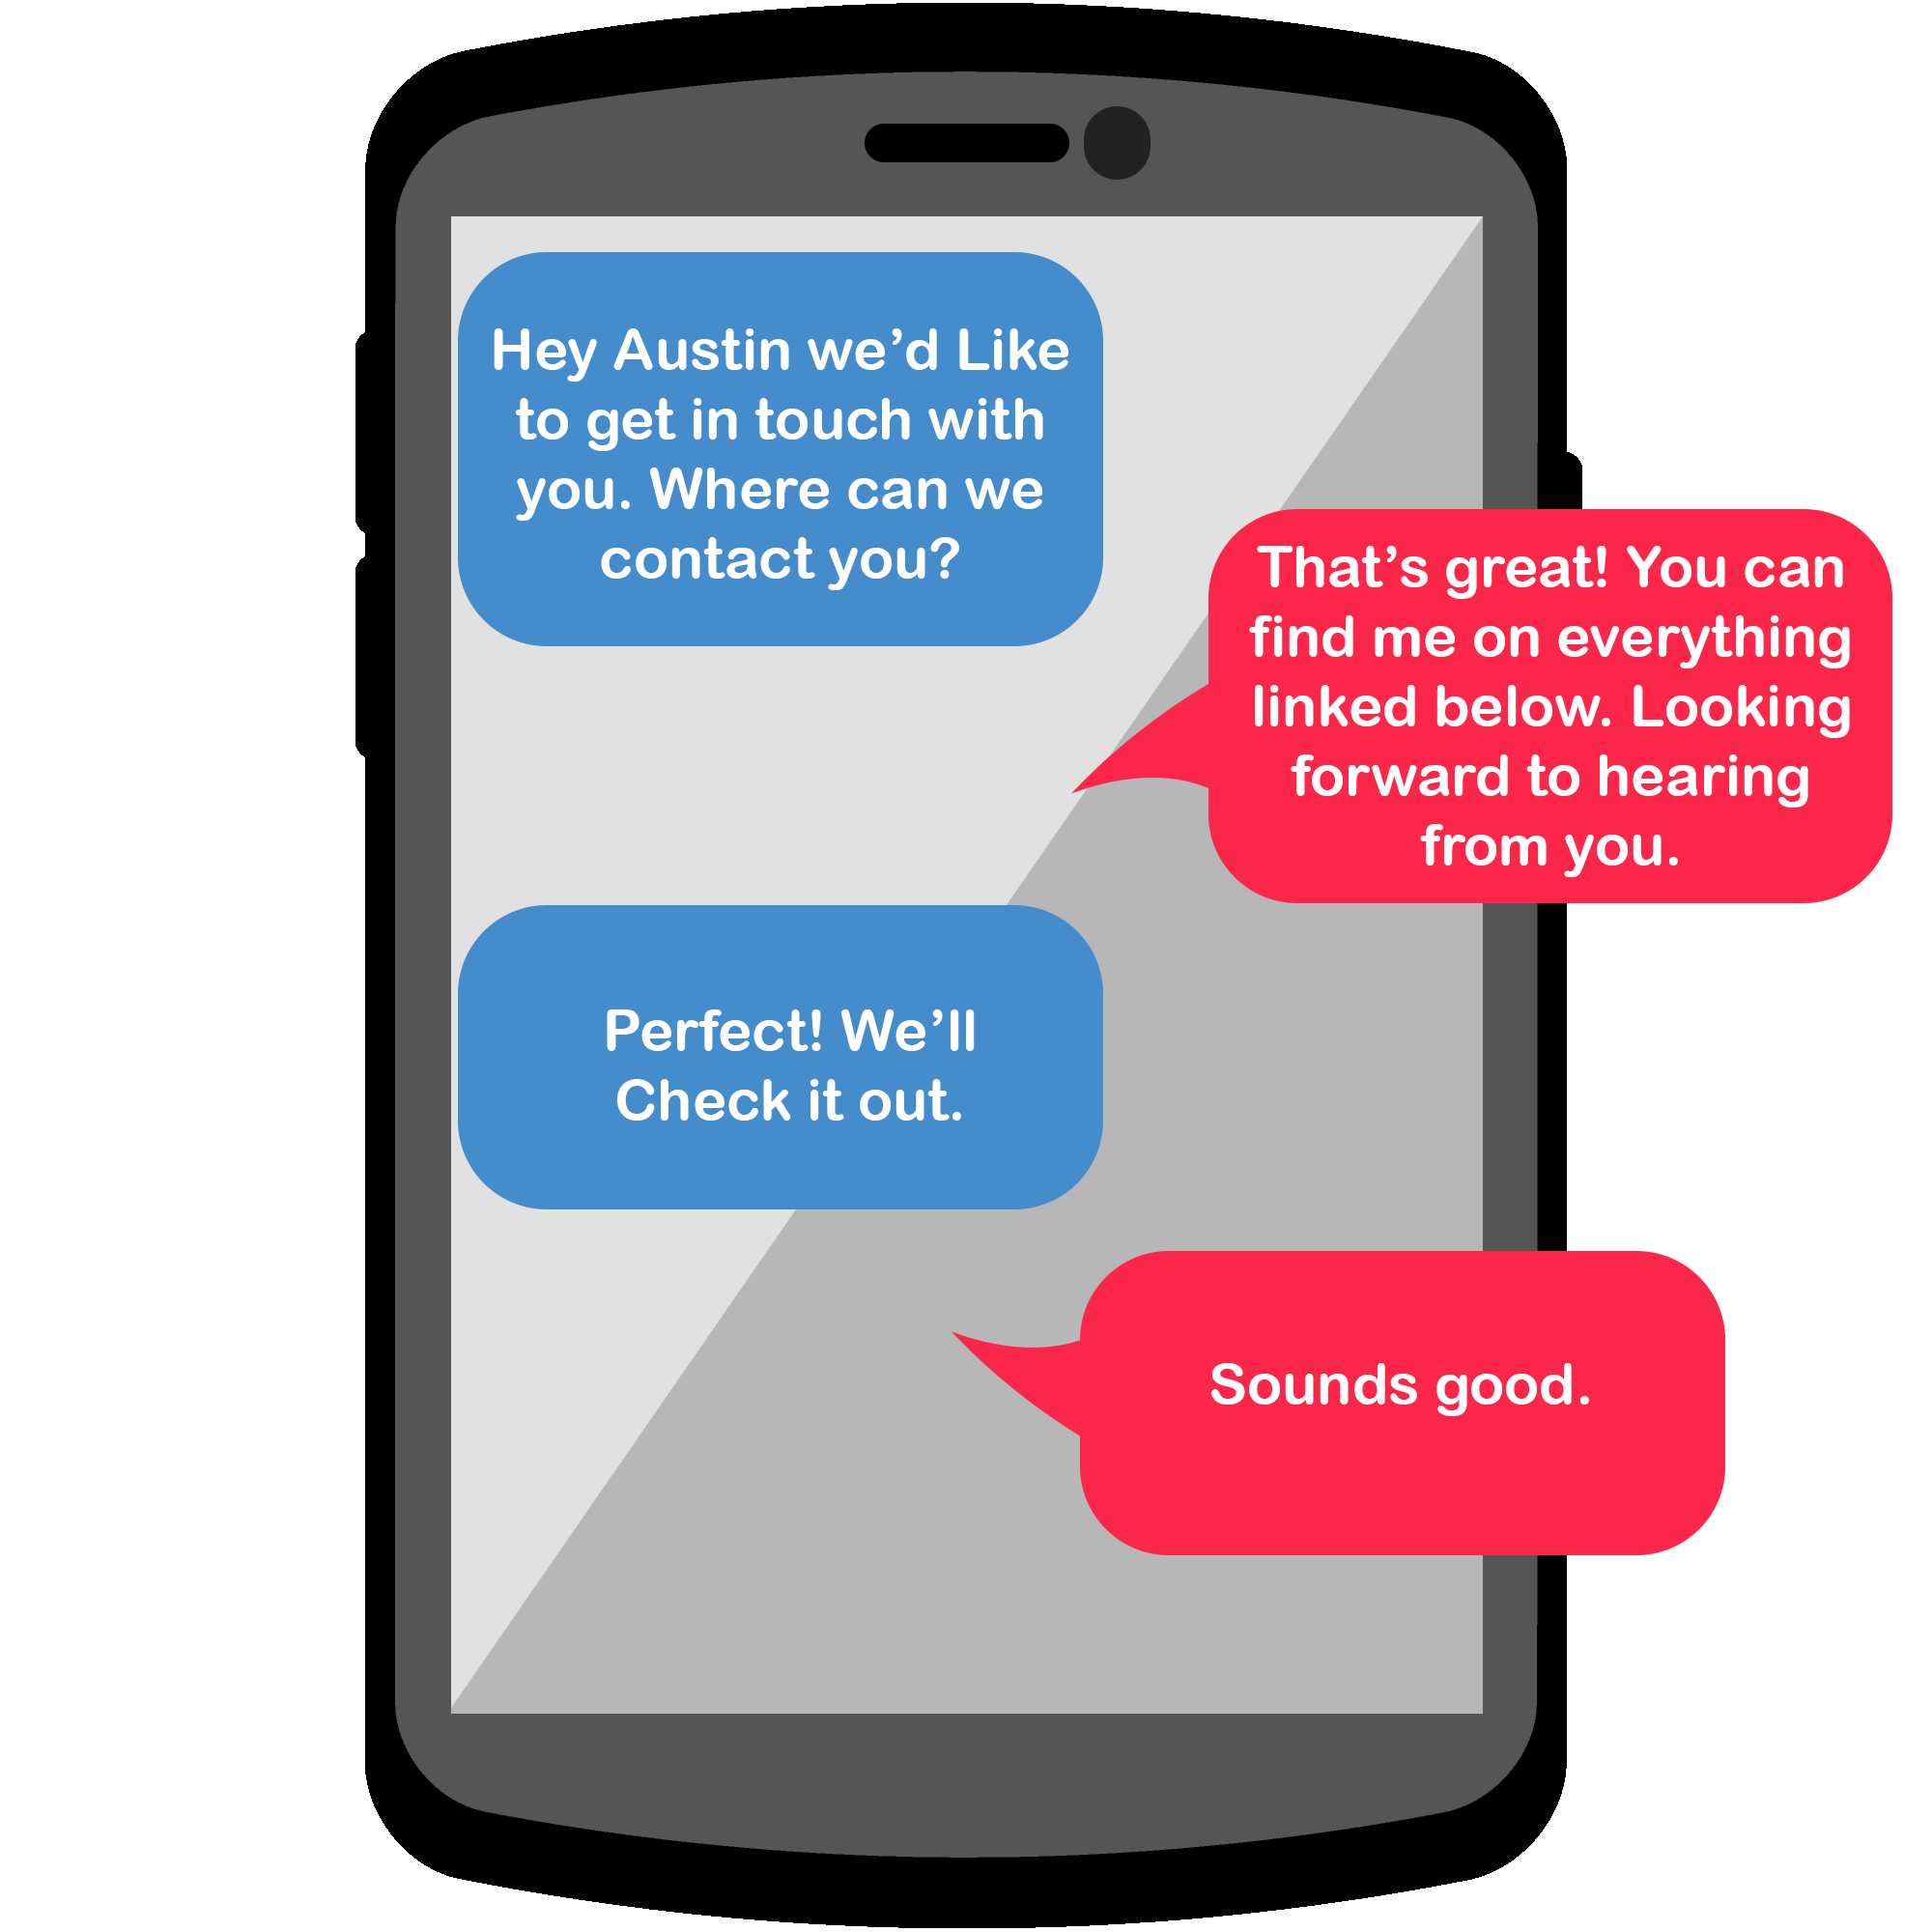 Hey Austin we’d Like
to get in touch with
you. Where can we
contact you?
That’s great! You can
find me on everything
linked below. Looking
forward to hearing
from you.
Perfect! We’ll
Check it out.
Sounds good.